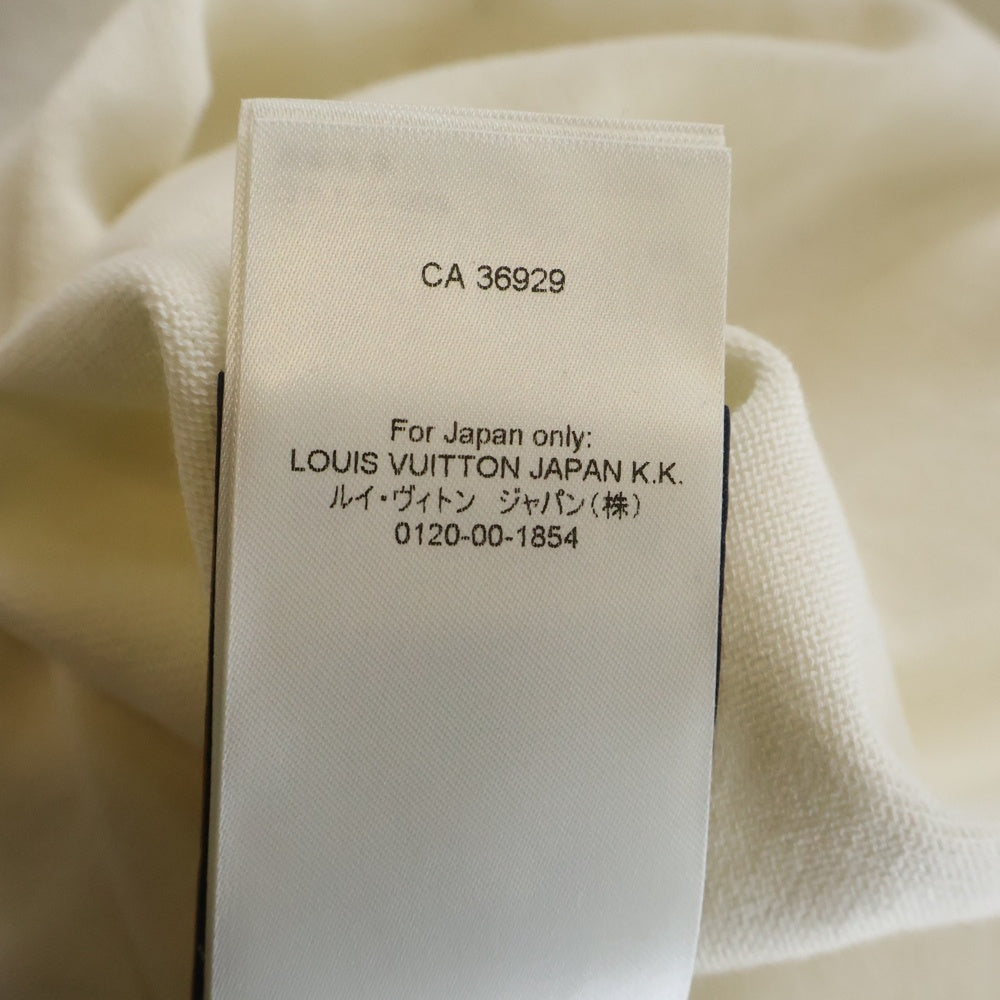 CA 36929
For Japan only:
LOUIS VUITTON JAPAN K.K.
ルイ・ヴィトン ジャパン(株)
0120-00-1854